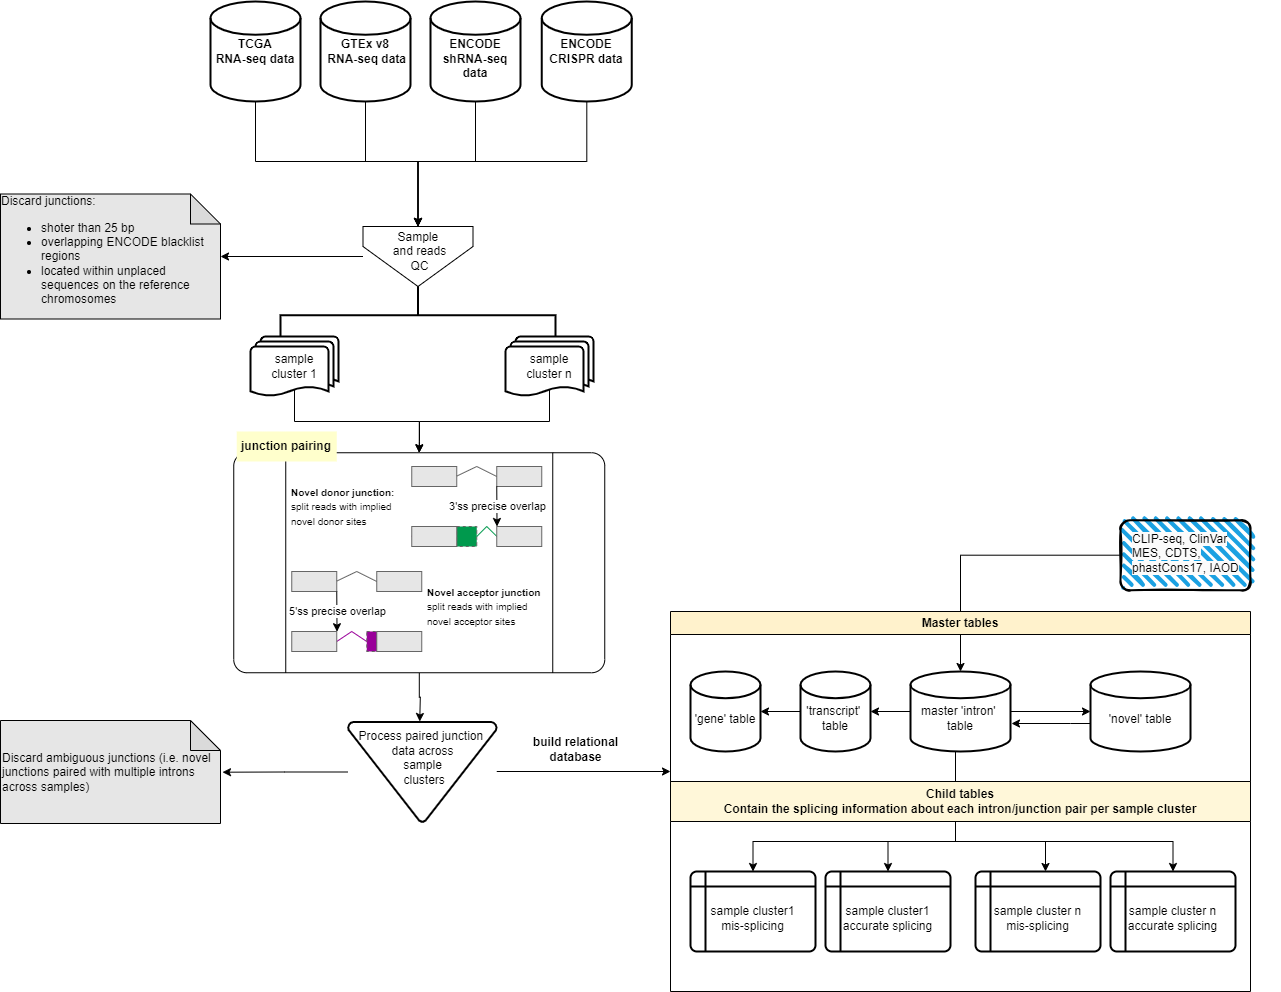 TCGA
RNA-seq data
GTEx v8
RNA-seq data
ENCODE
shRNA-seq
data
ENCODE
CRISPR data
Discard junctions:
• shoter than 25 bp
• overlapping ENCODE blacklist
regions
• located within unplaced
sequences on the reference
chromosomes
Sample
and reads
QC
sample
cluster 1
sample
cluster n
junction pairing
Novel donor junction:
split reads with implied
novel donor sites
3'ss precise overlap
5'ss precise overlap
Novel acceptor junction
split reads with implied
novel acceptor sites
Discard ambiguous junctions (i.e. novel
junctions paired with multiple introns
across samples)
Process paired junction
data across
sample
clusters
build relational
database
CLIP-seq, ClinVar
MES, CDTS,
phastCons17, IAOD
Master tables
'gene' table
'transcript'
table
master 'intron'
table
'novel' table
Child tables
Contain the splicing information about each intron/junction pair per sample cluster
sample cluster1
mis-splicing
sample cluster1
accurate splicing
sample cluster n
mis-splicing
sample cluster n
accurate splicing